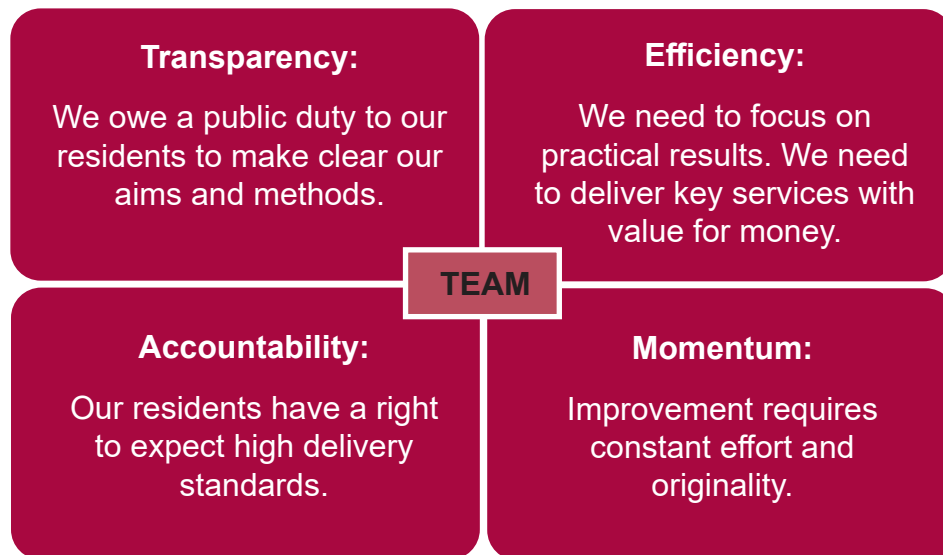 Transparency:
We owe a public duty to our
residents to make clear our
aims and methods.
Efficiency:
We need to focus on
practical results. We need
to deliver key services with
value for money.
TEAM
Accountability:
Our residents have a right
to expect high delivery
standards.
Momentum:
Improvement requires
constant effort and
originality.